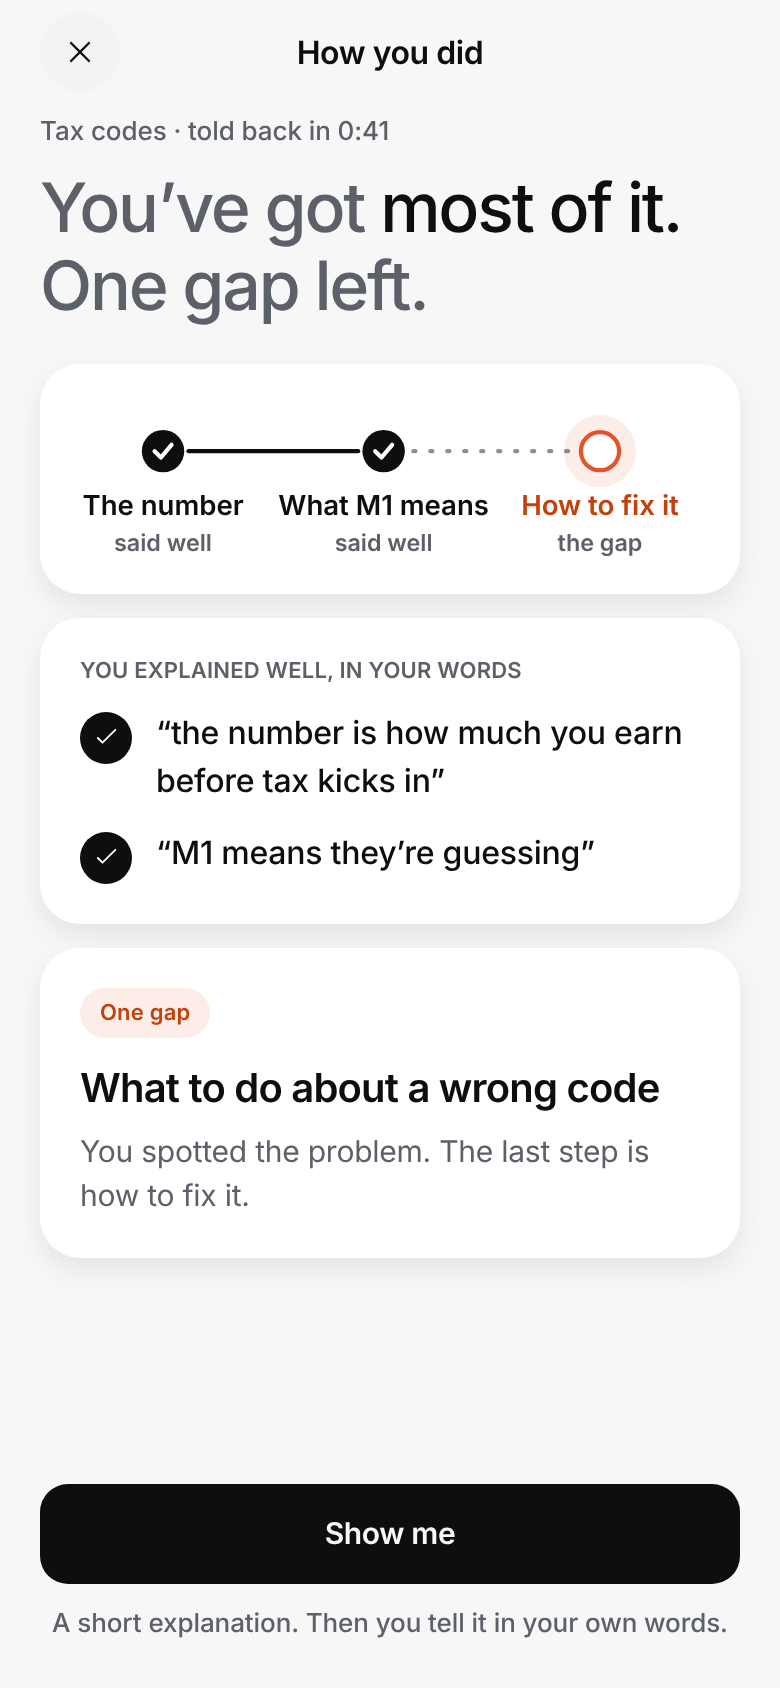 How you did
Tax codes · told back in 0:41
You’ve got most of it.
One gap left.
The number
said well
What M1 means
said well
How to fix it
the gap
YOU EXPLAINED WELL, IN YOUR WORDS
“the number is how much you earn
before tax kicks in”
“M1 means they’re guessing”
One gap
What to do about a wrong code
You spotted the problem. The last step is
how to fix it.
Show me
A short explanation. Then you tell it in your own words.